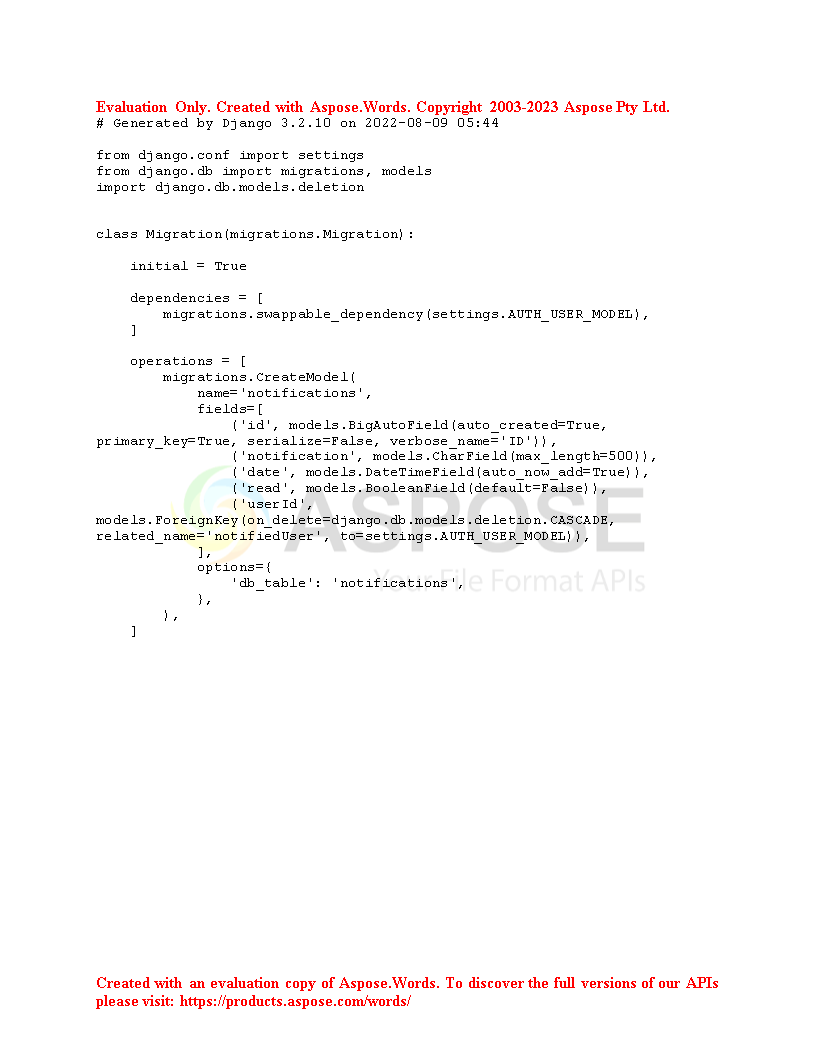 Evaluation Only. Created with Aspose.Words. Copyright 2003-2023 Aspose Pty Ltd.
# Generated by Django 3.2.10 on 2022-08-09 05:44

from django.conf import settings
from django.db import migrations, models
import django.db.models.deletion


class Migration(migrations.Migration):

    initial = True

    dependencies = [
        migrations.swappable_dependency(settings.AUTH_USER_MODEL),
    ]

    operations = [
        migrations.CreateModel(
            name='notifications',
            fields=[
                ('id', models.BigAutoField(auto_created=True,
primary_key=True, serialize=False, verbose_name='ID')),
                ('notification', models.CharField(max_length=500)),
                ('date', models.DateTimeField(auto_now_add=True)),
                ('read', models.BooleanField(default=False)),
                ('userId',
models.ForeignKey(on_delete=django.db.models.deletion.CASCADE,
related_name='notifiedUser', to=settings.AUTH_USER_MODEL)),
            ],
            options={
                'db_table': 'notifications',
            },
        ),
    ]
ASPOSE
Your File Format APIs
Created with an evaluation copy of Aspose.Words. To discover the full versions of our APIs
please visit: https://products.aspose.com/words/